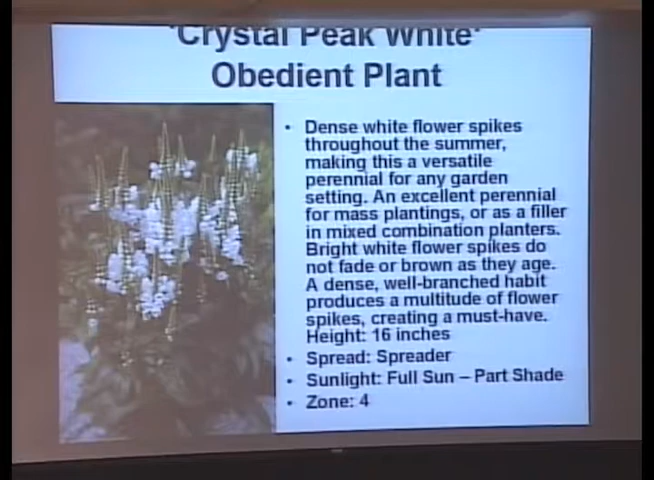 'Crystal Peak White'
Obedient Plant
• Dense white flower spikes
throughout the summer,
making this a versatile
perennial for any garden
setting. An excellent perennial
for mass plantings, or as a filler
in mixed combination planters.
Bright white flower spikes do
not fade or brown as they age.
A dense, well-branched habit
produces a multitude of flower
spikes, creating a must-have.
Height: 16 inches
• Spread: Spreader
• Sunlight: Full Sun – Part Shade
• Zone: 4